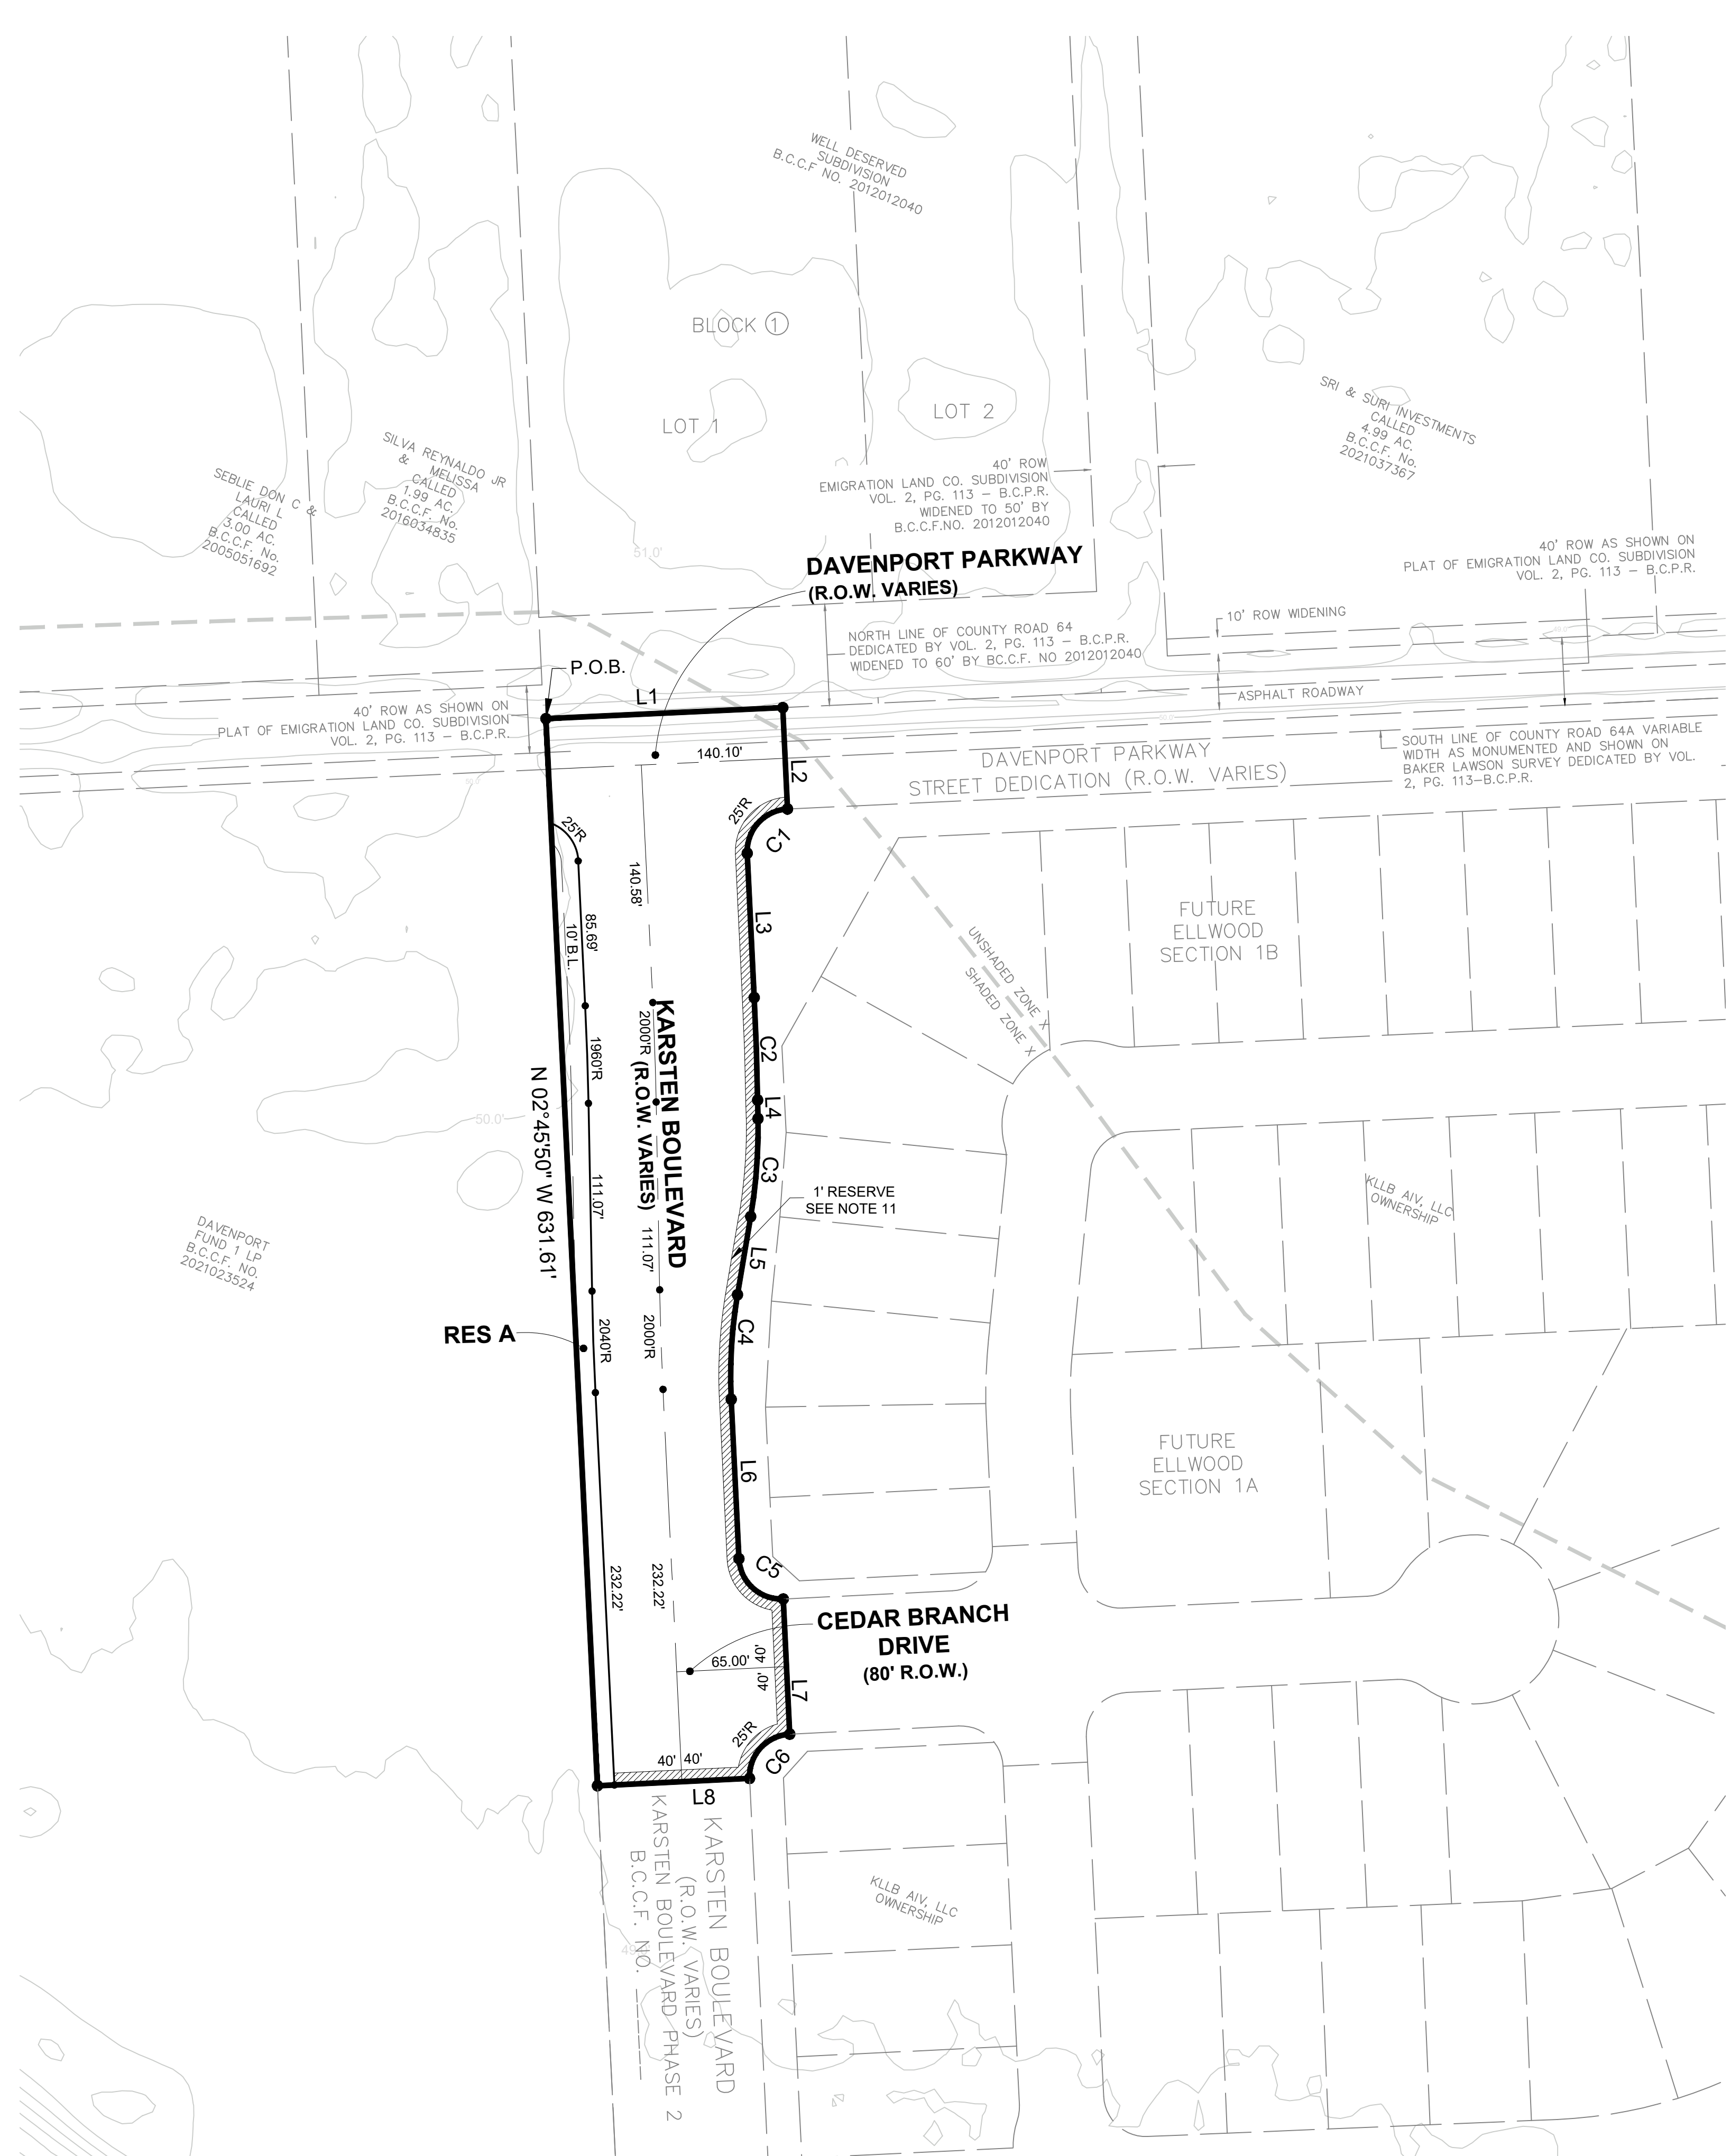 WELL DESERVED
SUBDIVISION
B.C.C.F NO. 2012012040
BLOCK 1
LOT 1
LOT 2
SRI & SURI INVESTMENTS
CALLED
4.99 AC.
B.C.C.F. No.
2021037367
SILVA REYNALDO JR
& MELISSA
CALLED
1.99 AC.
B.C.C.F. No.
2016034835
SEBLIE DON C &
LAURI L
CALLED
3.00 AC.
B.C.C.F. No.
2005051692
40' ROW
EMIGRATION LAND CO. SUBDIVISION
VOL. 2, PG. 113 – B.C.P.R.
WIDENED TO 50' BY
B.C.C.F.NO. 2012012040
51.0'
DAVENPORT PARKWAY
(R.O.W. VARIES)
40' ROW AS SHOWN ON
PLAT OF EMIGRATION LAND CO. SUBDIVISION
VOL. 2, PG. 113 – B.C.P.R.
10' ROW WIDENING
NORTH LINE OF COUNTY ROAD 64
DEDICATED BY VOL. 2, PG. 113 – B.C.P.R.
WIDENED TO 60' BY BC.C.F. NO 2012012040
P.O.B.
L1
ASPHALT ROADWAY
40' ROW AS SHOWN ON
PLAT OF EMIGRATION LAND CO. SUBDIVISION
VOL. 2, PG. 113 – B.C.P.R.
140.10'
L2
DAVENPORT PARKWAY
STREET DEDICATION (R.O.W. VARIES)
SOUTH LINE OF COUNTY ROAD 64A VARIABLE
WIDTH AS MONUMENTED AND SHOWN ON
BAKER LAWSON SURVEY DEDICATED BY VOL.
2, PG. 113-B.C.P.R.
25'R
25'R
C1
140.58'
L3
85.69'
10' B.L.
FUTURE
ELLWOOD
SECTION 1B
UNSHADED ZONE X
SHADED ZONE X
KARSTEN BOULEVARD
(R.O.W. VARIES)
2000'R
1960'R
C2
L4
N 02°45'50" W 631.61'
50.0'
C3
111.07'
111.07'
1' RESERVE
SEE NOTE 11
KLLB AIV, LLC
OWNERSHIP
DAVENPORT
FUND 1 LP
B.C.C.F. NO.
2021023524
L5
RES A
2040'R
2000'R
C4
FUTURE
ELLWOOD
SECTION 1A
L6
C5
232.22'
232.22'
CEDAR BRANCH
DRIVE
(80' R.O.W.)
65.00'
40'
40'
L7
25'R
C6
40'
40'
L8
KARSTEN BOULEVARD
(R.O.W. VARIES)
KARSTEN BOULEVARD PHASE 2
B.C.C.F. NO. ______
KLLB AIV, LLC
OWNERSHIP